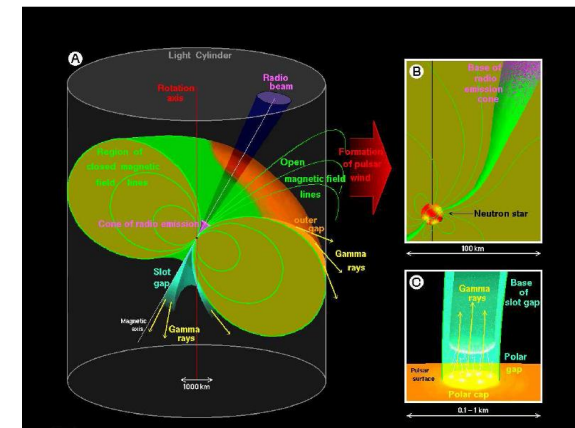 A
Light Cylinder
Rotation
axis
Radio
beam
Region of
closed magnetic
field lines
Open
magnetic field
lines
Formation
of pulsar
wind
Cone of radio emission
outer
gap
Gamma
rays
Slot
gap
Magnetic
axis
Gamma
rays
1000 km
B
Base of
radio
emission
cone
Neutron star
100 km
C
Gamma
rays
Base
of
slot gap
Polar
gap
Pulsar
surface
Polar cap
0.1 – 1 km